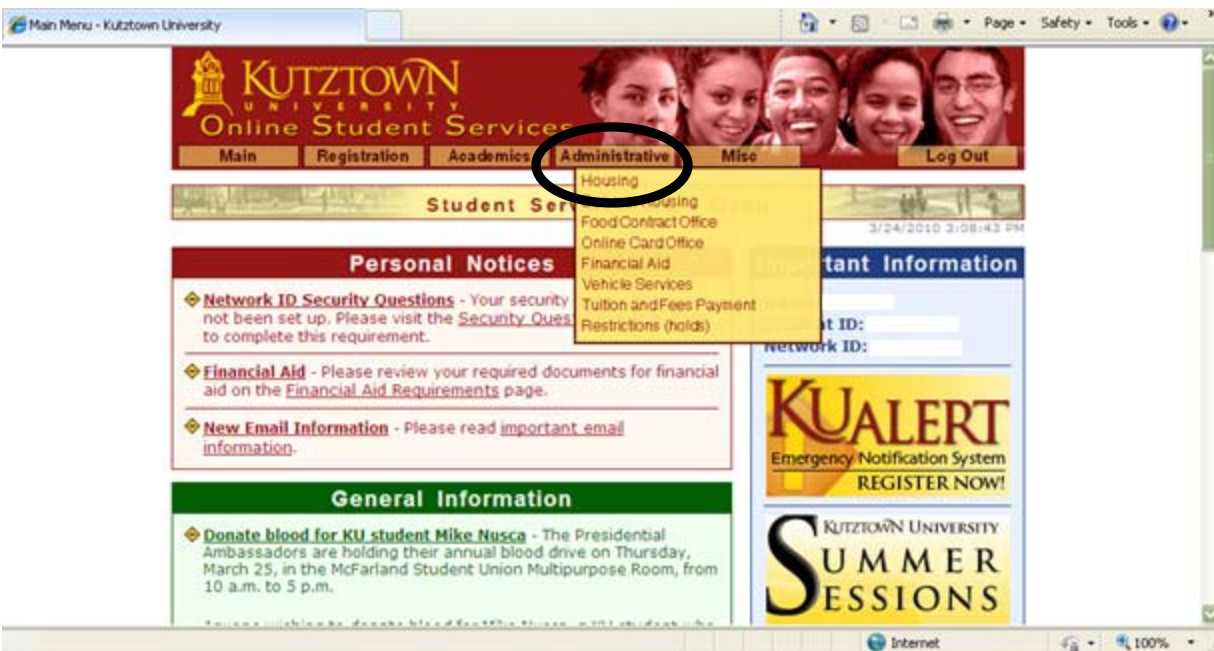 Main Menu - Kutztown University
Page
Safety
Tools
KUTZTOWN
UNIVERSITY
Online Student Services
Main
Registration
Academics
Administrative
Misc
Log Out
Housing
Housing
Food Contract Office
Online Card Office
Financial Aid
Vehicle Services
Tuition and Fees Payment
Restrictions (holds)
Student Ser
3/24/2010 3:08:43 PM
Personal Notices
Network ID Security Questions - Your security
not been set up. Please visit the Security Ques
to complete this requirement.
Financial Aid - Please review your required documents for financial
aid on the Financial Aid Requirements page.
New Email Information - Please read important email
information.
General Information
Donate blood for KU student Mike Nusca - The Presidential
Ambassadors are holding their annual blood drive on Thursday,
March 25, in the McFarland Student Union Multipurpose Room, from
10 a.m. to 5 p.m.
tant Information
t ID:
Network ID:
KUALERT
Emergency Notification System
REGISTER NOW!
KUTZTOWN UNIVERSITY
SUMMER
SESSIONS
Internet
100%